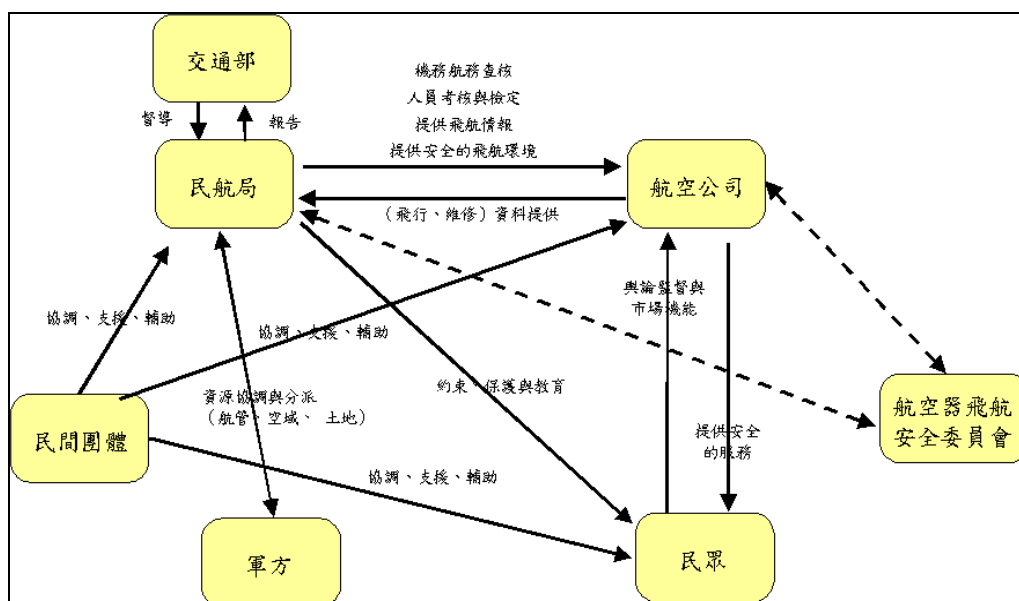 交通部
督導
報告
機務航務查核
人員考核與檢定
提供飛航情報
提供安全的飛航環境
民航局
航空公司
(飛行、維修)資料提供
協調、支援、輔助
協調、支援、輔助
輿論監督與
市場機能
資源協調與分派
(航管、空域、土地)
約束、保護與教育
民間團體
提供安全
的服務
航空器飛航
安全委員會
協調、支援、輔助
軍方
民眾